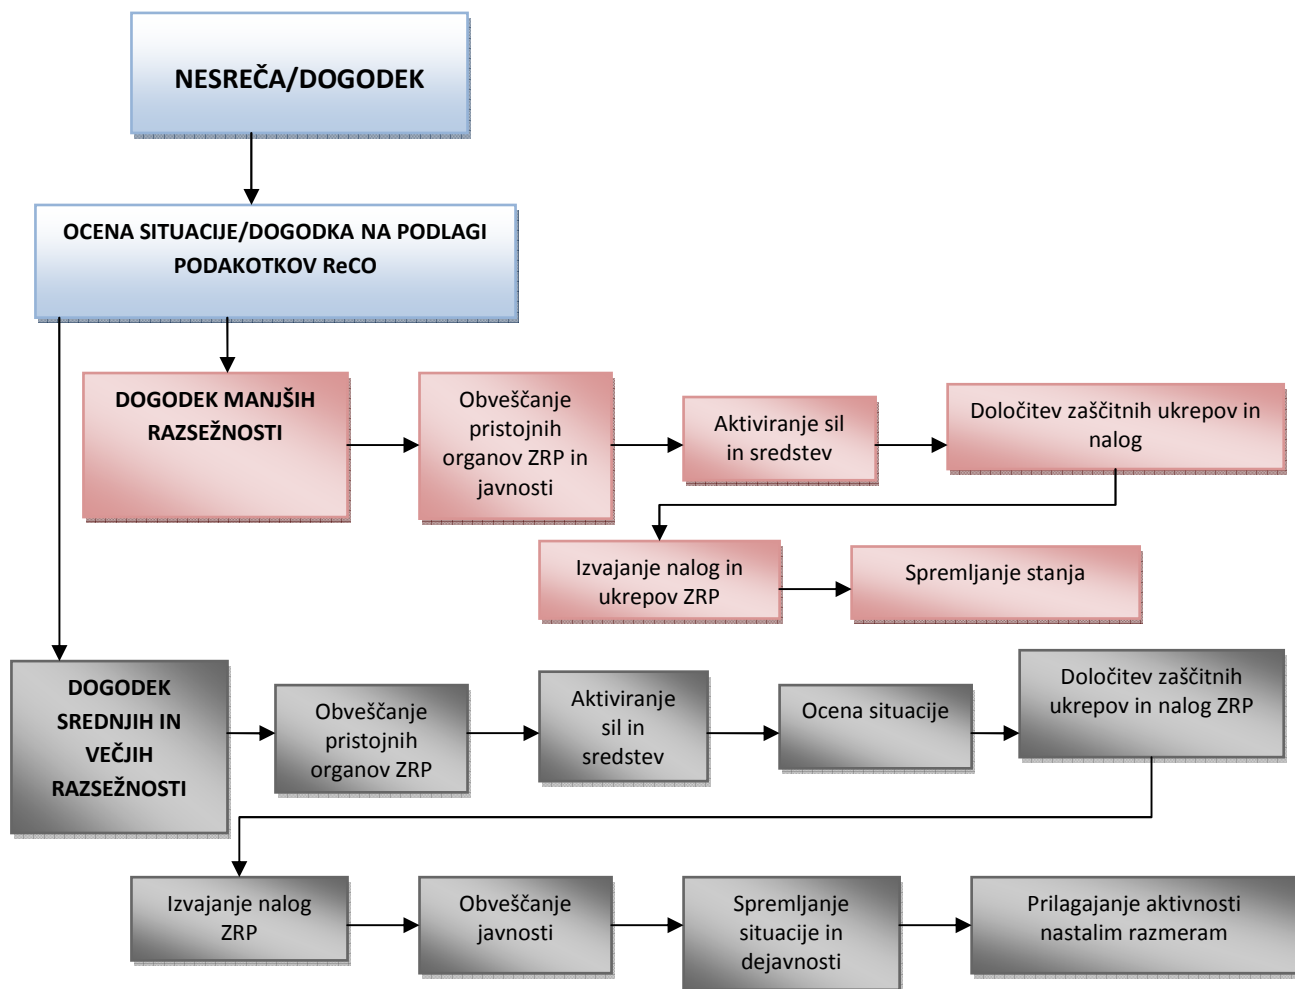 NESREČA/DOGODEK
OCENA SITUACIJE/DOGODKA NA PODLAGI
PODAKOTKOV ReCO
DOGODEK MANJŠIH
RAZSEŽNOSTI
Obveščanje
pristojnih
organov ZRP in
javnosti
Aktiviranje sil
in sredstev
Določitev zaščitnih ukrepov in
nalog
Izvajanje nalog in
ukrepov ZRP
Spremljanje stanja
DOGODEK
SREDNJIH IN
VEČJIH
RAZSEŽNOSTI
Obveščanje
pristojnih
organov ZRP
Aktiviranje
sil in
sredstev
Ocena situacije
Določitev zaščitnih
ukrepov in nalog ZRP
Izvajanje nalog
ZRP
Obveščanje
javnosti
Spremljanje
situacije in
dejavnosti
Prilagajanje aktivnosti
nastalim razmeram